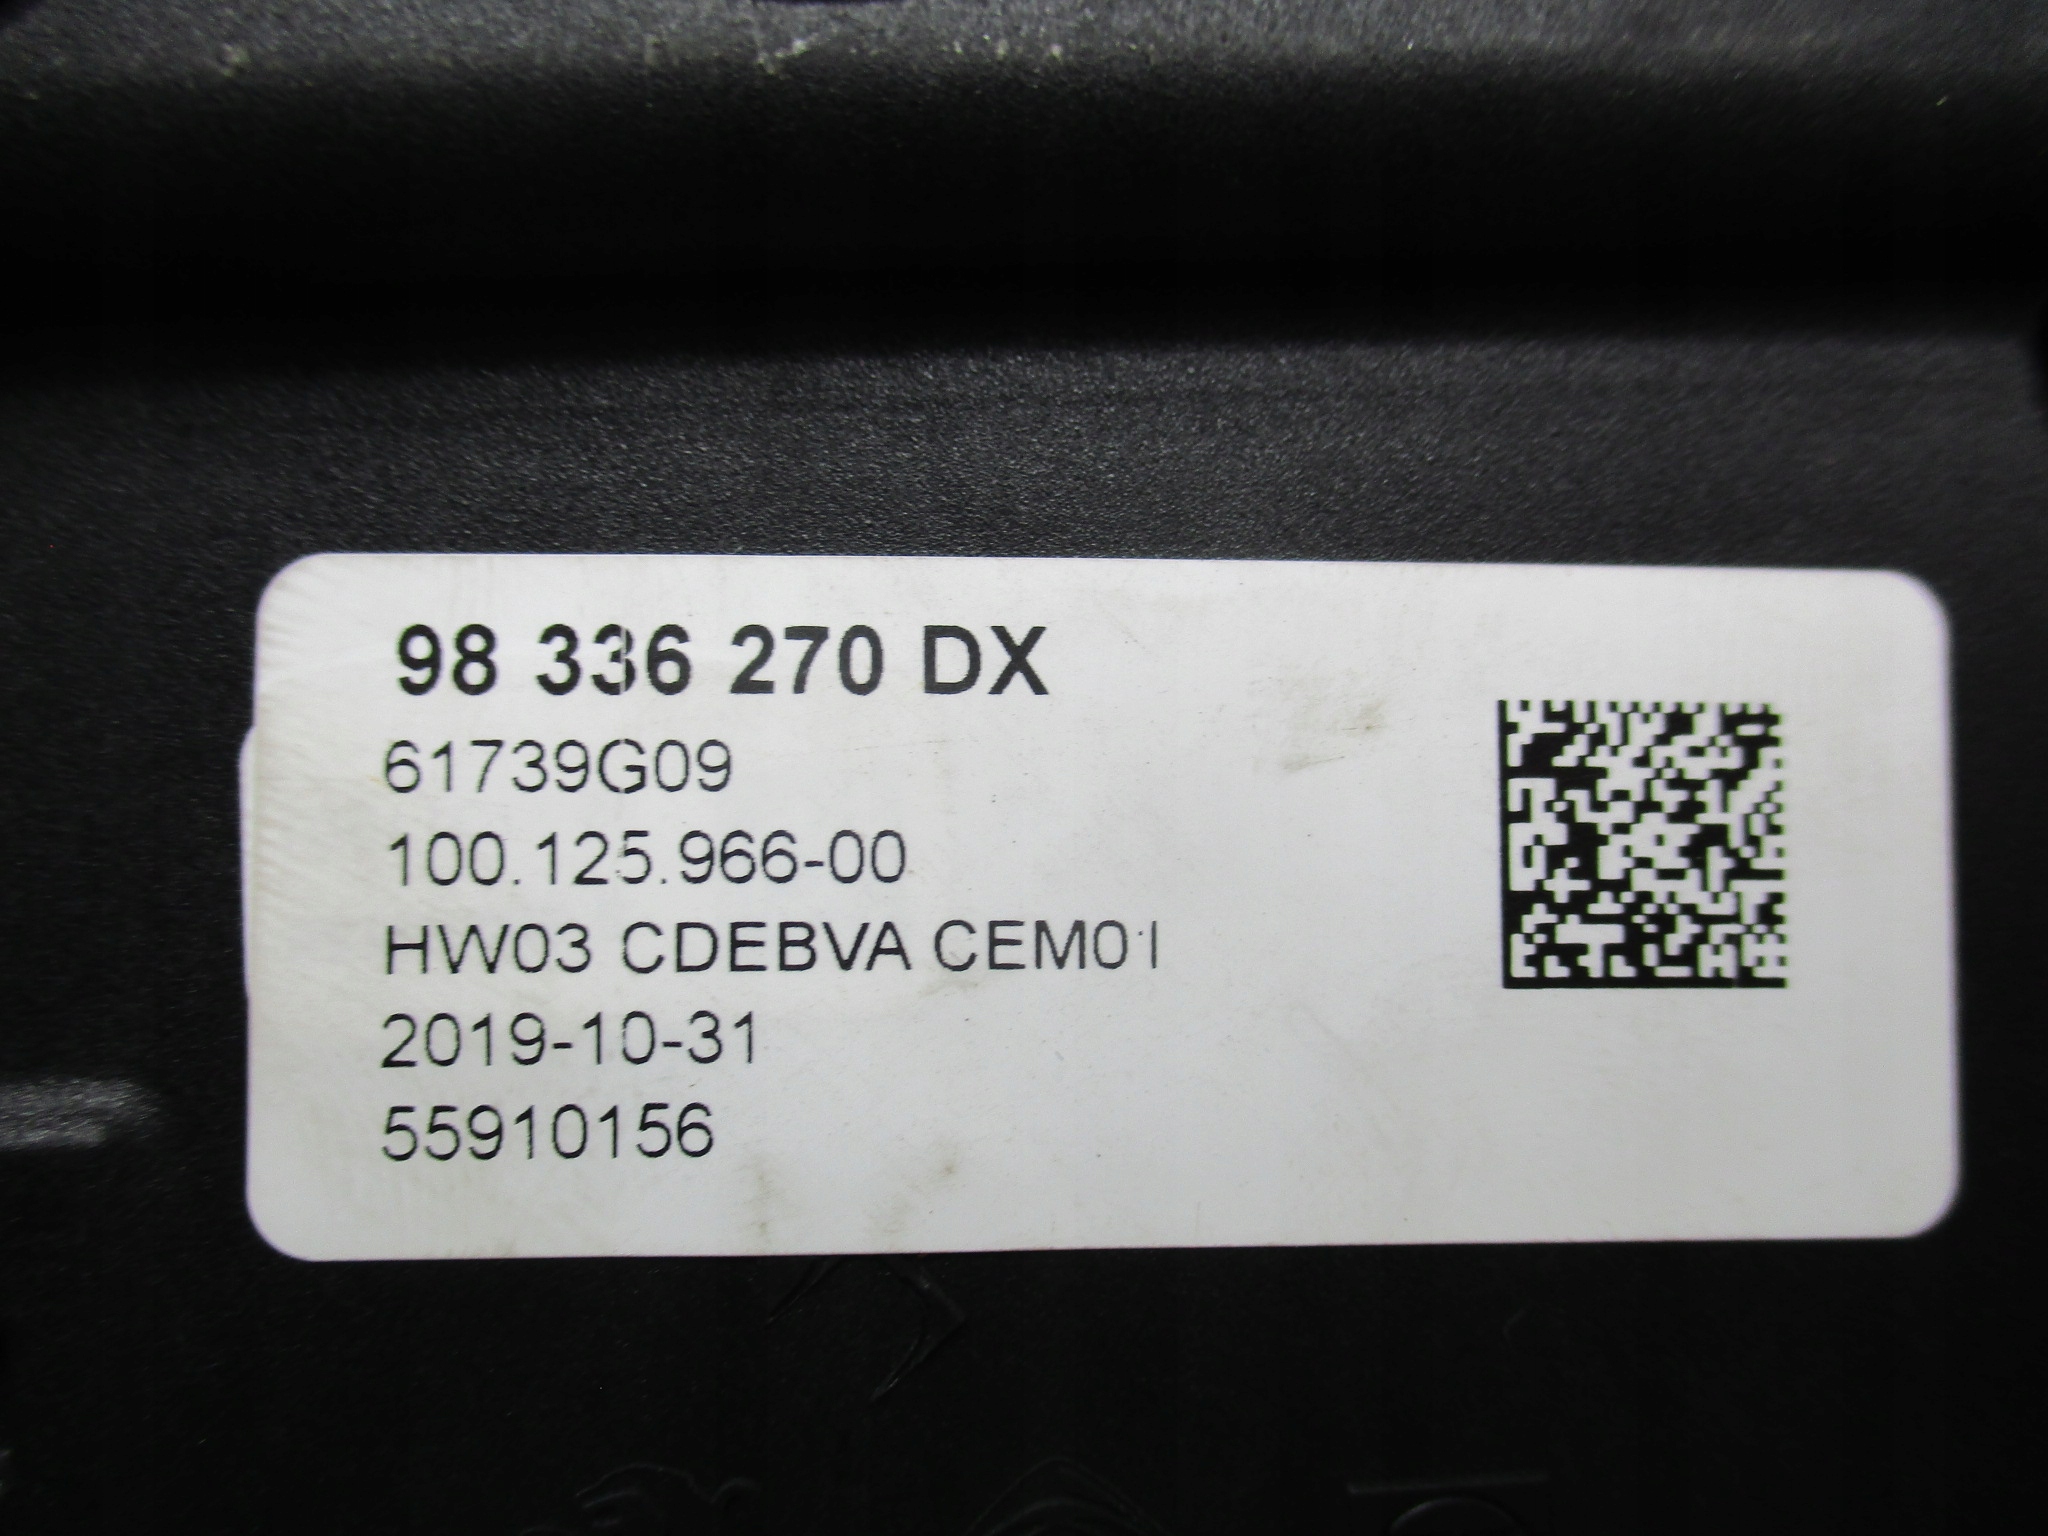 98 336 270 DX
61739G09
100.125.966-00
HW03 CDEBVA CEM01
2019-10-31
55910156